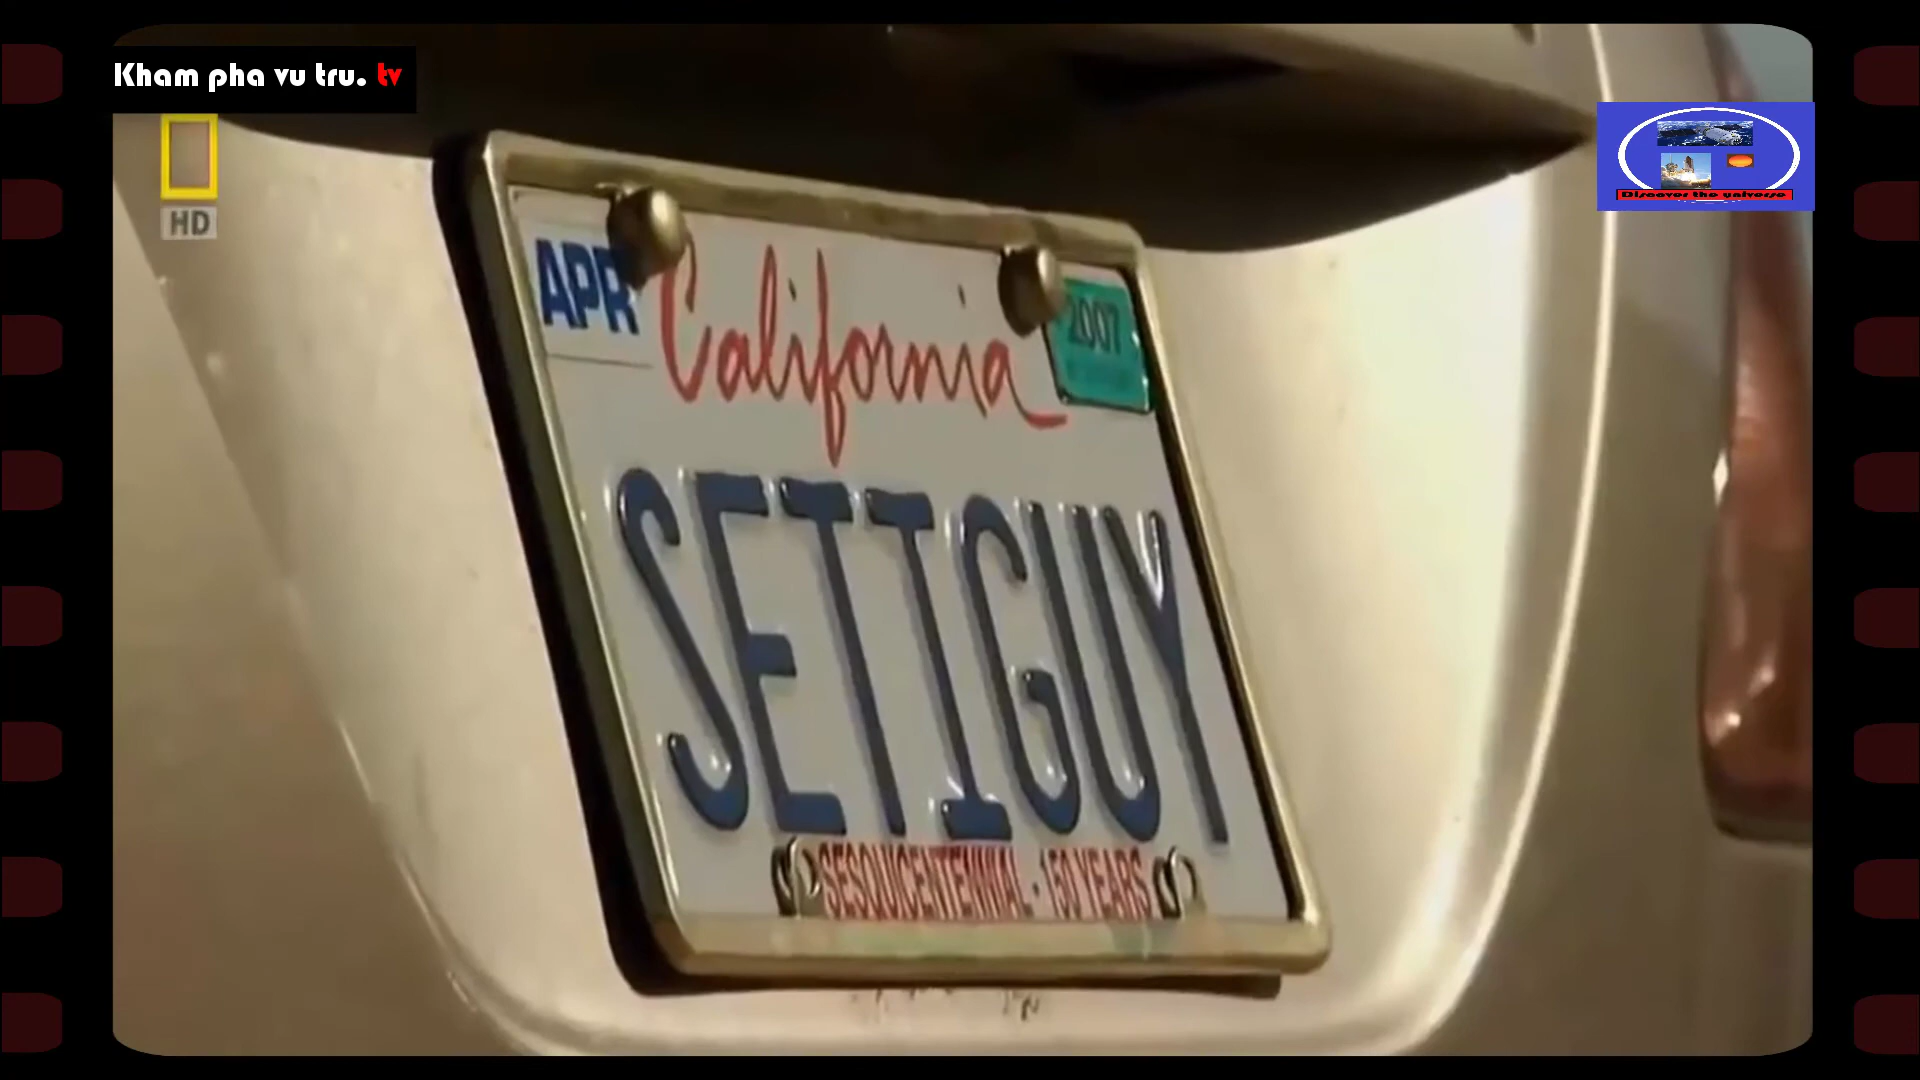 Kham pha vu tru. tv
HD
Discover the universe
APR
California
2007
SETIGUY
SESQUICENTENNIAL - 150 YEARS